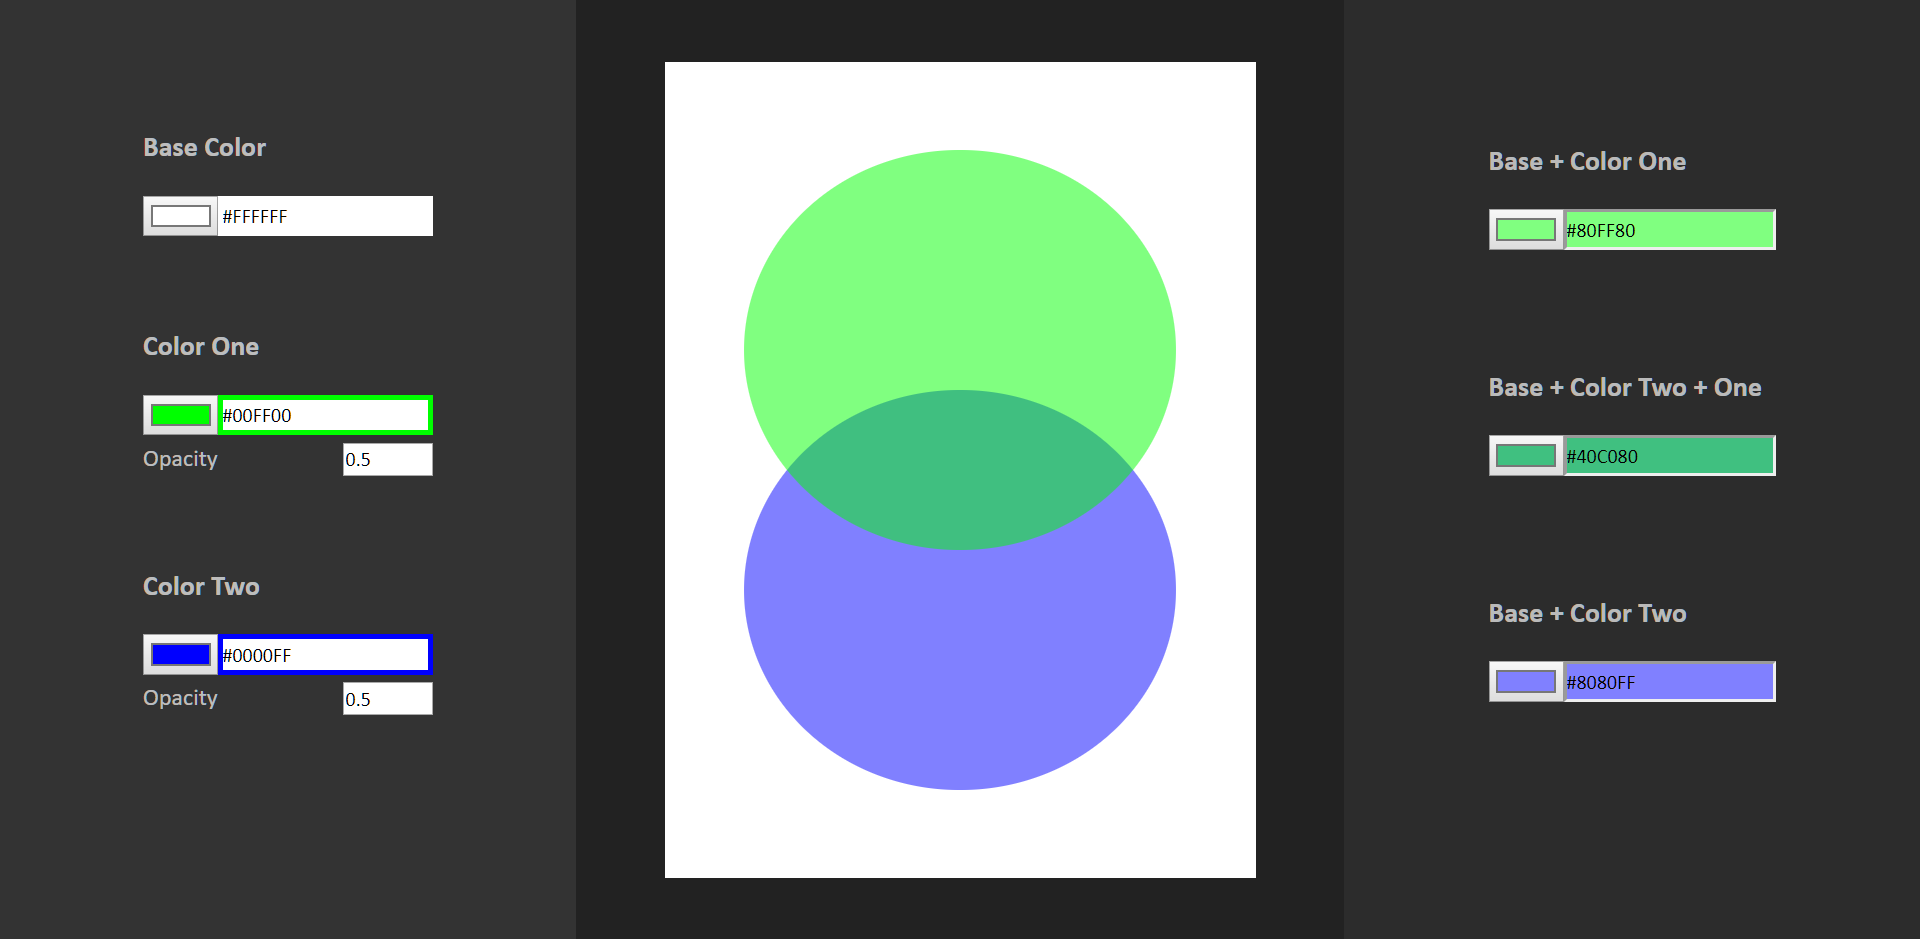 Base Color
#FFFFFF
Color One
#00FF00
Opacity
0.5
Color Two
#0000FF
Opacity
0.5
Base + Color One
#80FF80
Base + Color Two + One
#40C080
Base + Color Two
#8080FF